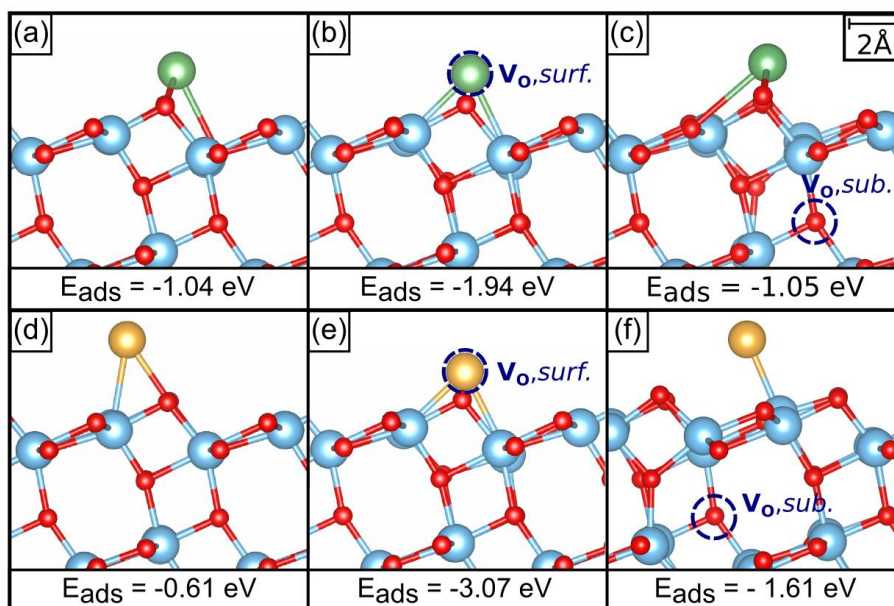 (a)
(b)
Vo,surf.
(c)
2Å
Vo,sub.
Eads = -1.04 eV
Eads = -1.94 eV
Eads = -1.05 eV
(d)
(e)
Vo,surf.
(f)
Vo,sub.
Eads = -0.61 eV
Eads = -3.07 eV
Eads = - 1.61 eV